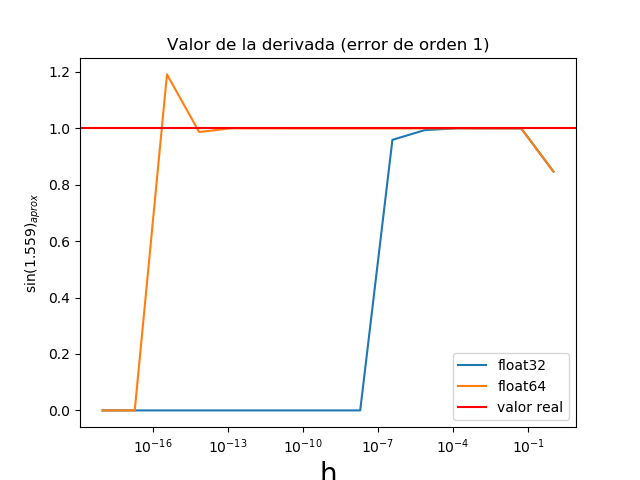 Valor de la derivada (error de orden 1)
sin(1.559)_{aprox}
1.2
1.0
0.8
0.6
0.4
0.2
0.0
float32
float64
valor real
10^{-16} 10^{-13} 10^{-10} 10^{-7} 10^{-4} 10^{-1}
h